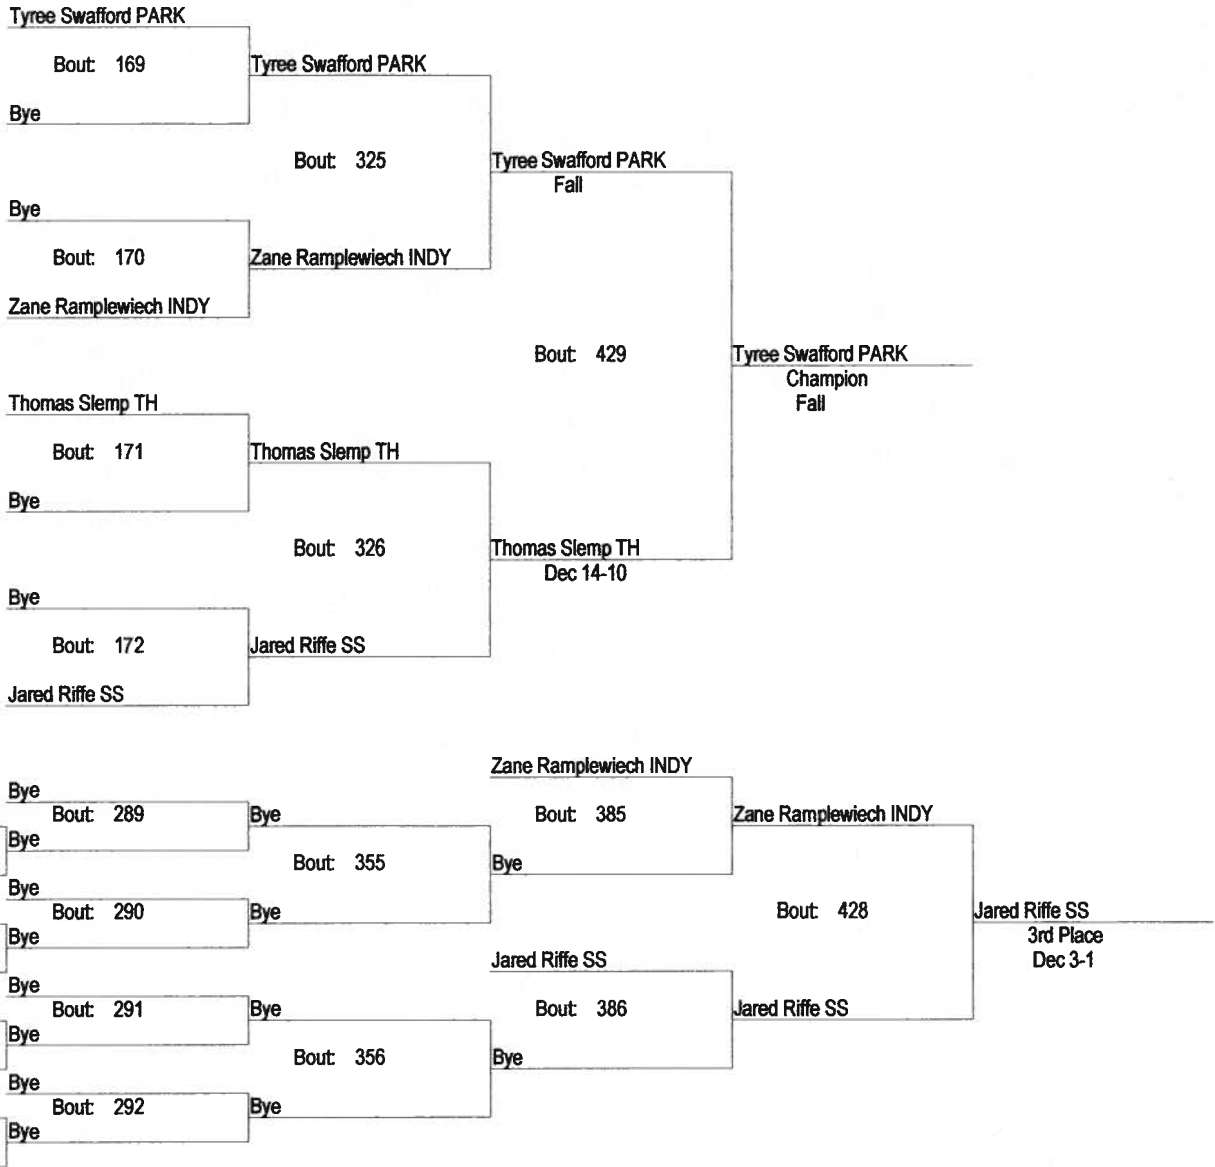 Tyree Swafford PARK
Bout: 169
Tyree Swafford PARK
Bye
Bout: 325
Tyree Swafford PARK
Fall
Bye
Bout: 170
Zane Ramplewiech INDY
Zane Ramplewiech INDY
Bout: 429
Tyree Swafford PARK
Champion
Fall
Thomas Slemp TH
Bout: 171
Thomas Slemp TH
Bye
Bout: 326
Thomas Slemp TH
Dec 14-10
Bye
Bout: 172
Jared Riffe SS
Jared Riffe SS
Zane Ramplewiech INDY
Bye
Bout: 289
Bye
Bout: 385
Zane Ramplewiech INDY
Bye
Bout: 355
Bye
Bye
Bout: 290
Bye
Bout: 428
Jared Riffe SS
3rd Place
Dec 3-1
Bye
Jared Riffe SS
Bye
Bout: 291
Bye
Bout: 386
Jared Riffe SS
Bye
Bout: 356
Bye
Bye
Bout: 292
Bye
Bye